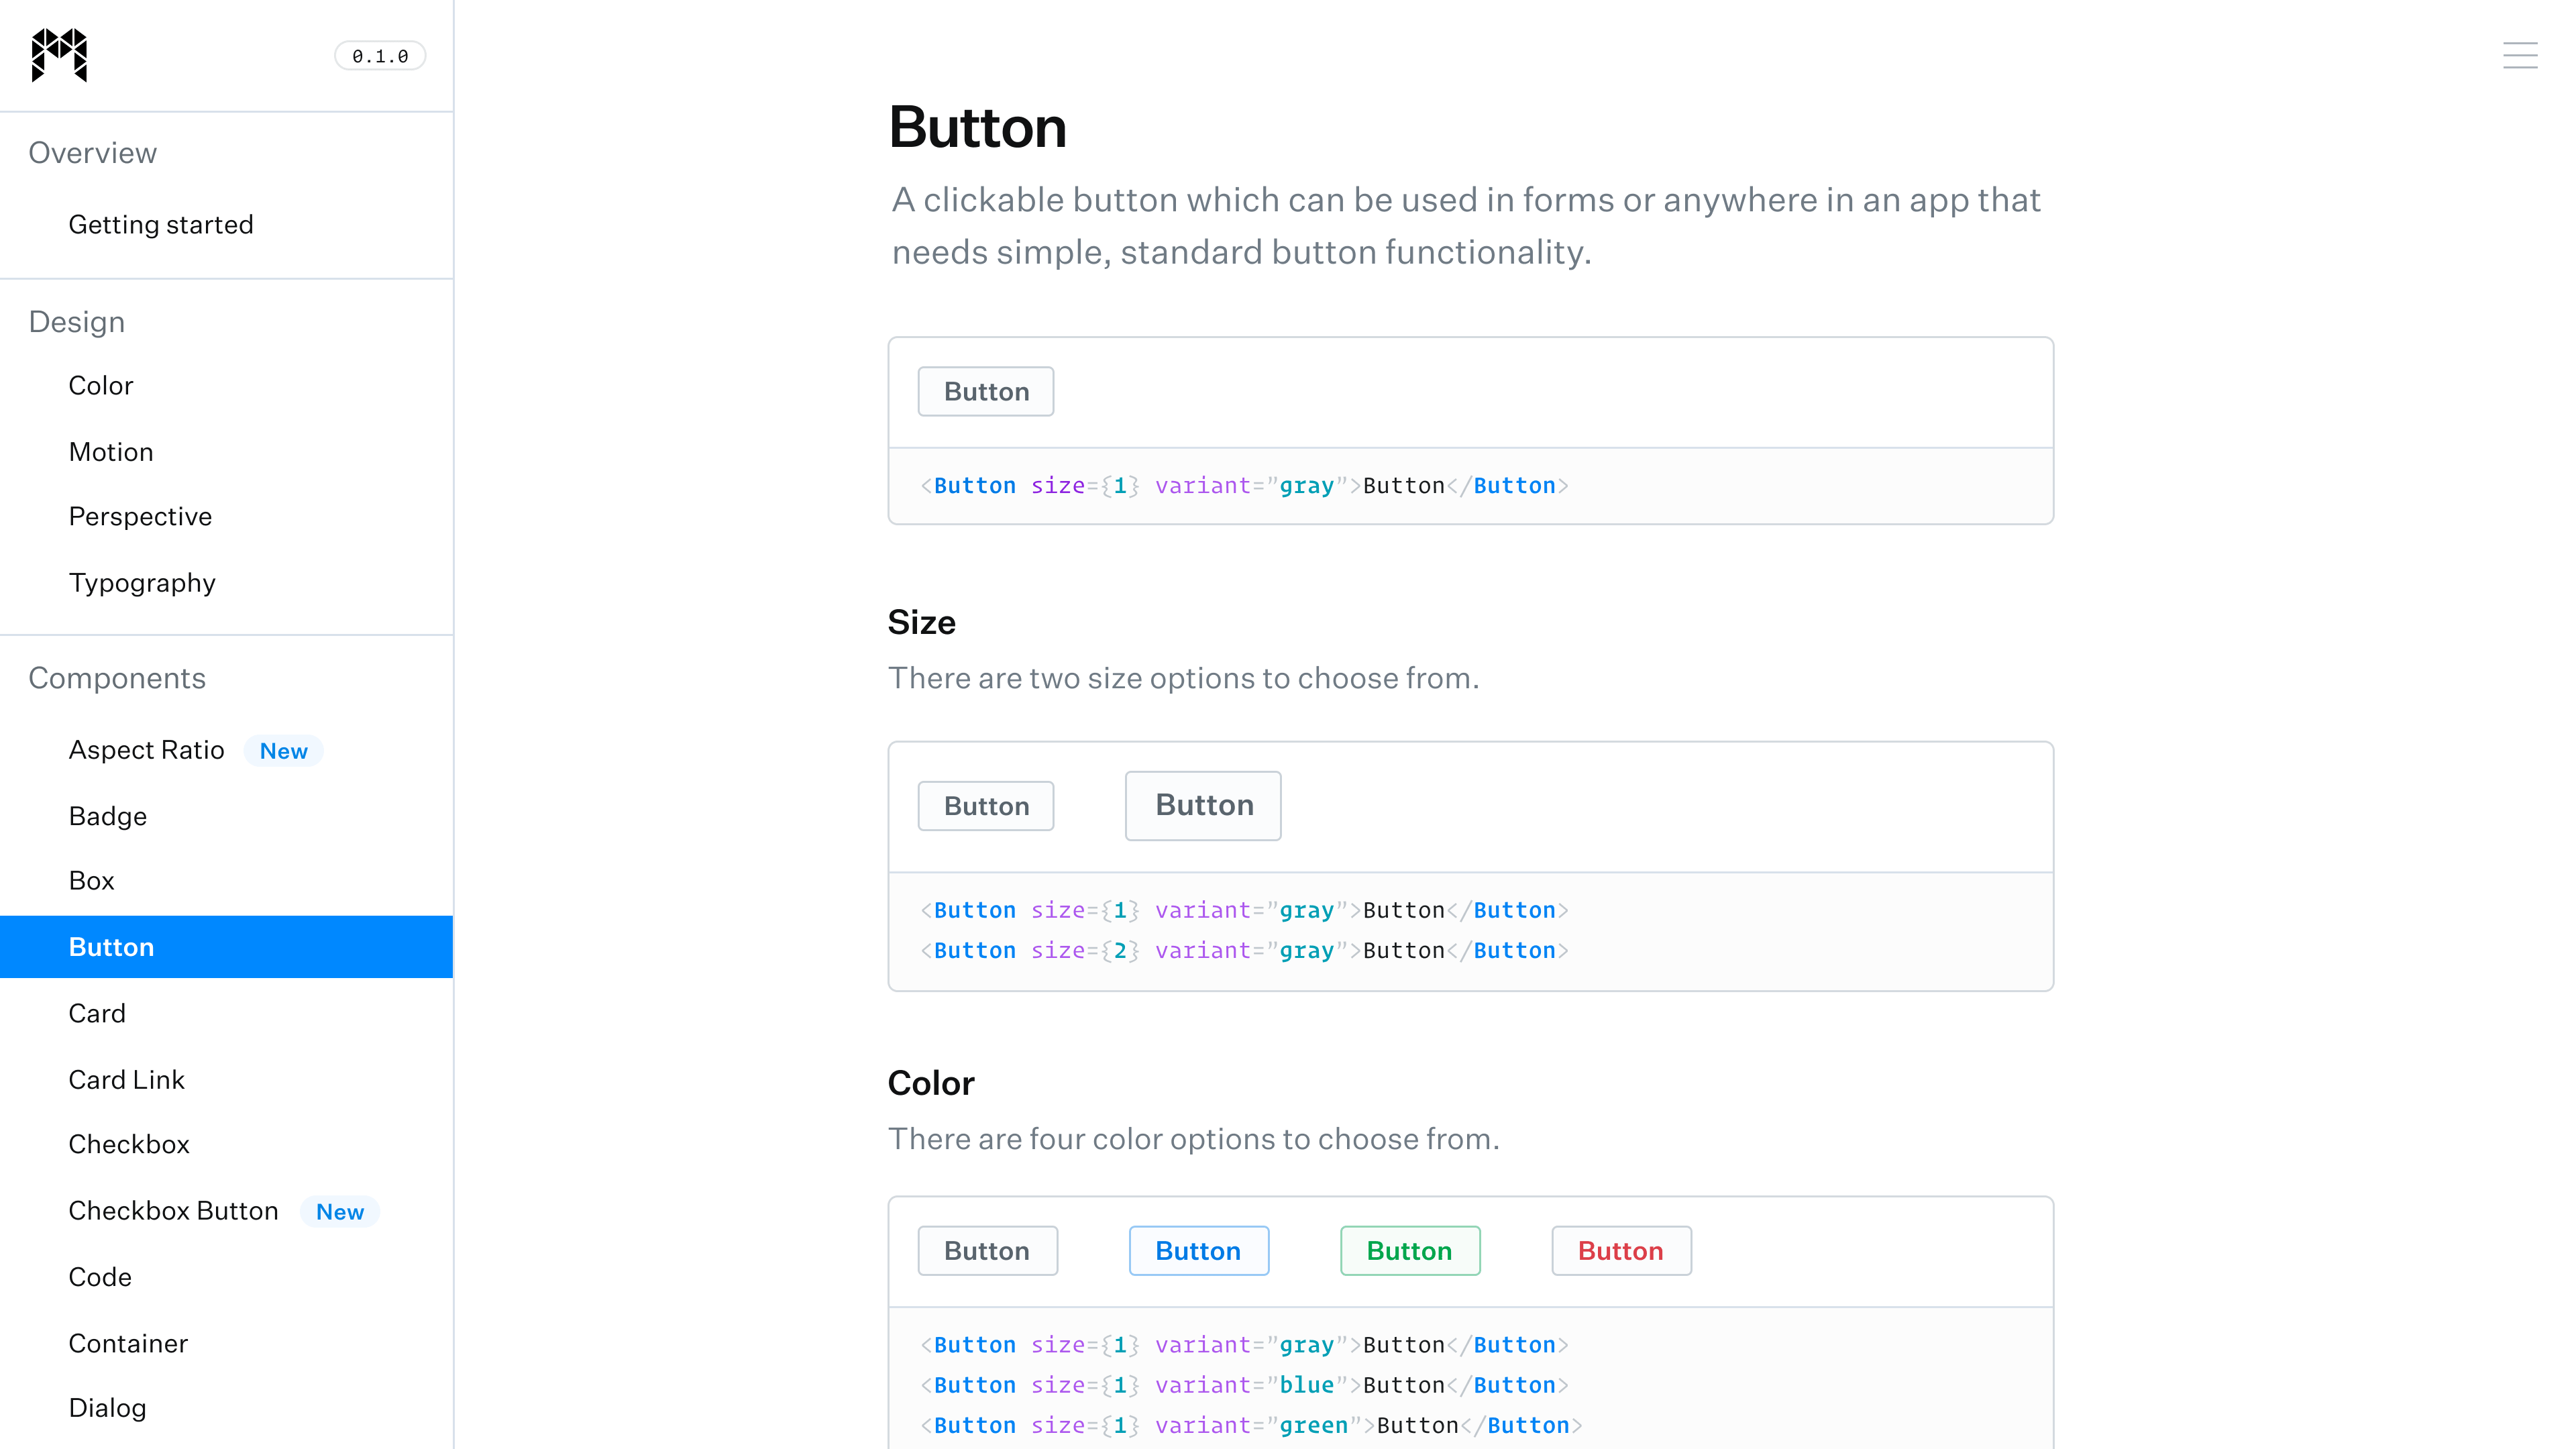 0.1.0
Overview
Getting started
Design
Color
Motion
Perspective
Typography
Components
Aspect Ratio New
Badge
Box
Button
Card
Card Link
Checkbox
Checkbox Button New
Code
Container
Dialog
Button
A clickable button which can be used in forms or anywhere in an app that
needs simple, standard button functionality.
Button
<Button size={1} variant=”gray”>Button</Button>
Size
There are two size options to choose from.
Button Button
<Button size={1} variant=”gray”>Button</Button>
<Button size={2} variant=”gray”>Button</Button>
Color
There are four color options to choose from.
Button Button Button Button
<Button size={1} variant=”gray”>Button</Button>
<Button size={1} variant=”blue”>Button</Button>
<Button size={1} variant=”green”>Button</Button>